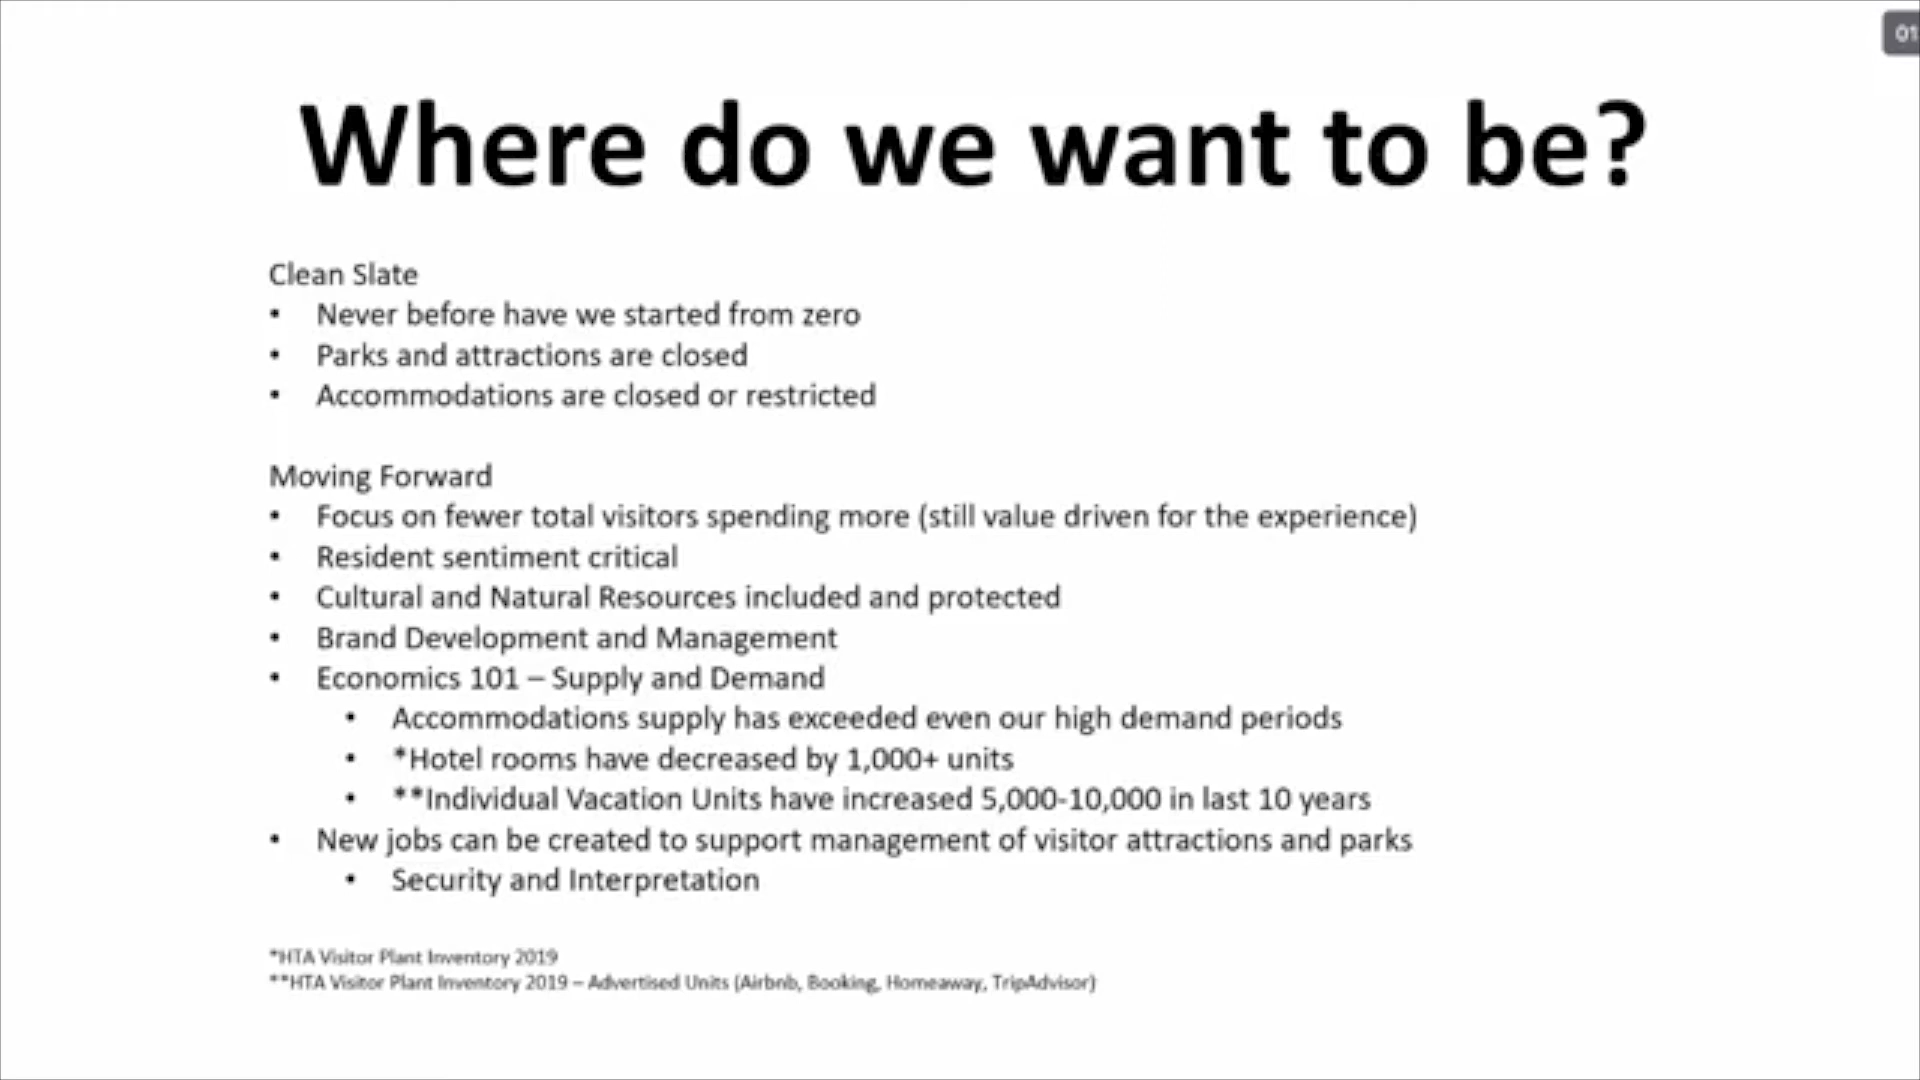 01
Where do we want to be?
Clean Slate
• Never before have we started from zero
• Parks and attractions are closed
• Accommodations are closed or restricted
Moving Forward
• Focus on fewer total visitors spending more (still value driven for the experience)
• Resident sentiment critical
• Cultural and Natural Resources included and protected
• Brand Development and Management
• Economics 101 – Supply and Demand
• Accommodations supply has exceeded even our high demand periods
• *Hotel rooms have decreased by 1,000+ units
• **Individual Vacation Units have increased 5,000-10,000 in last 10 years
• New jobs can be created to support management of visitor attractions and parks
• Security and Interpretation
*HTA Visitor Plant Inventory 2019
**HTA Visitor Plant Inventory 2019 – Advertised Units (Airbnb, Booking, Homeaway, TripAdvisor)